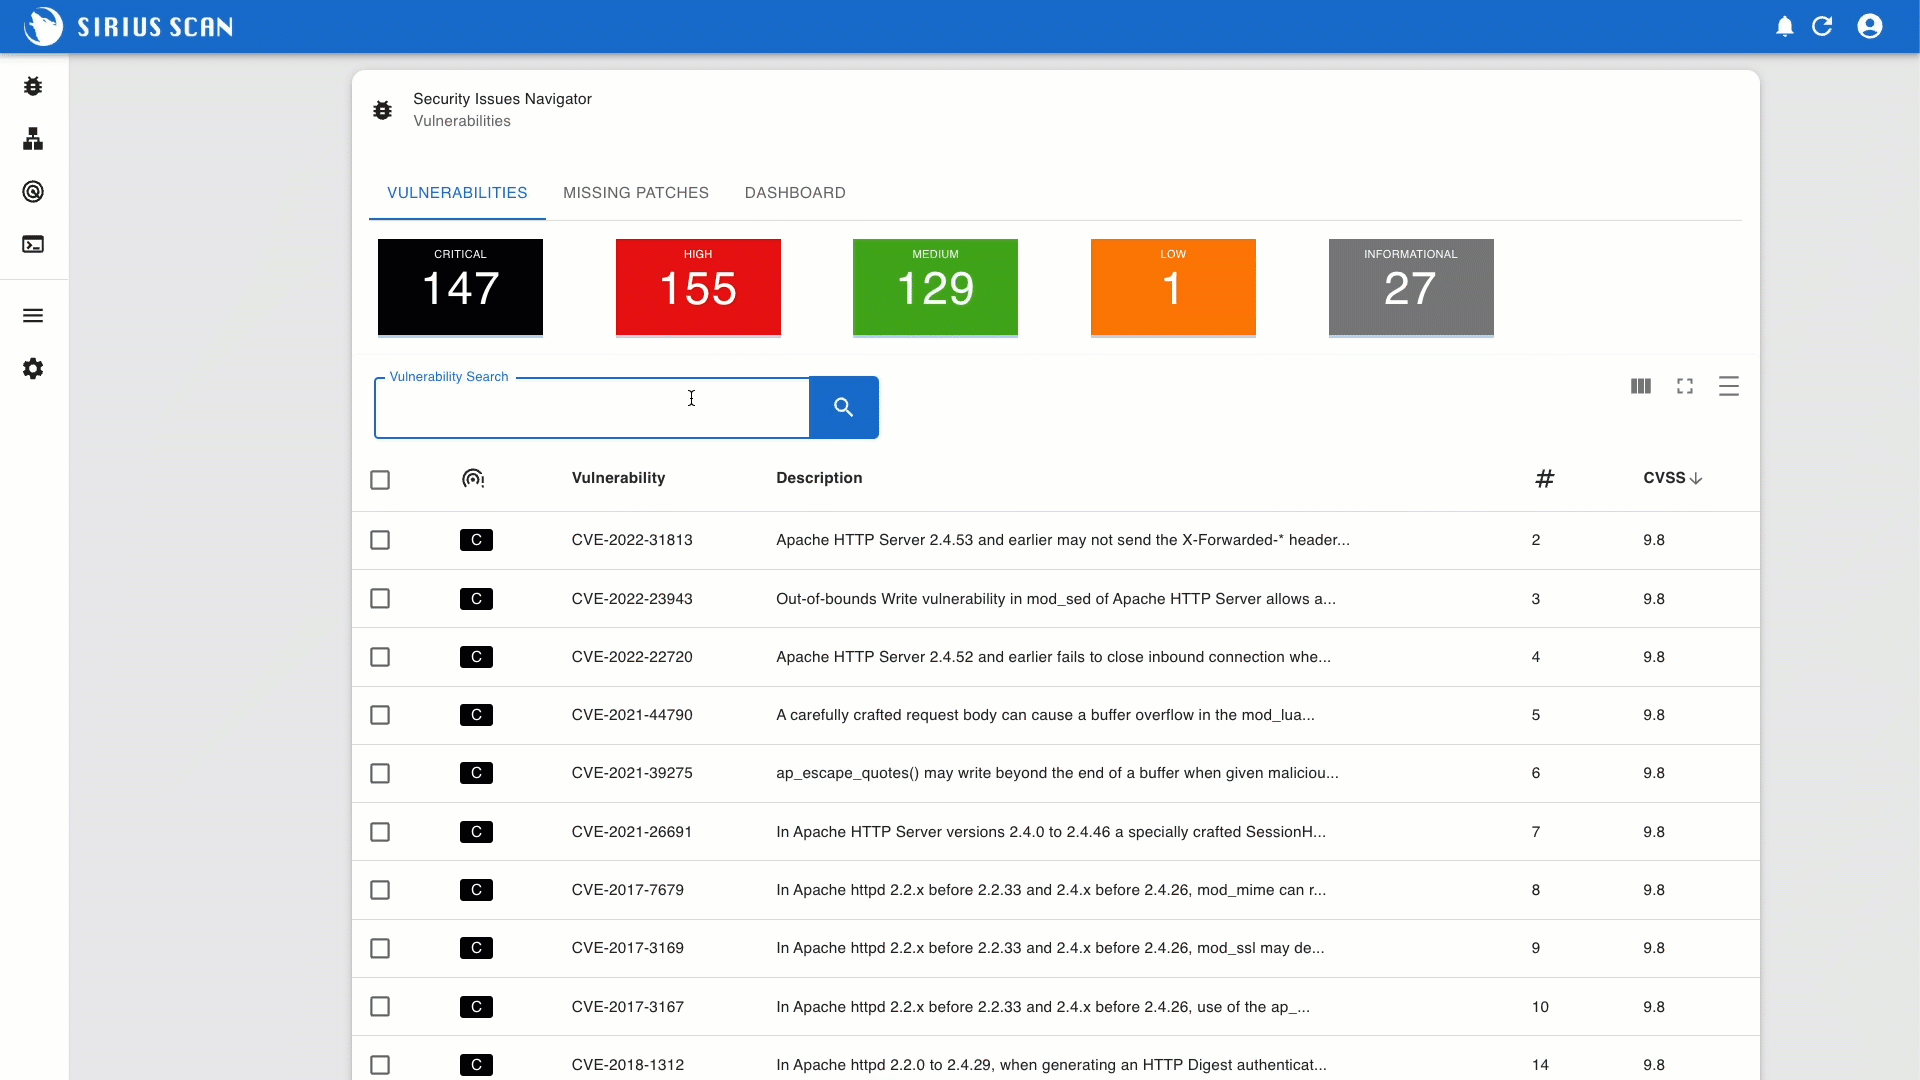 SIRIUS SCAN
Security Issues Navigator
Vulnerabilities
VULNERABILITIES MISSING PATCHES DASHBOARD
CRITICAL HIGH MEDIUM LOW INFORMATIONAL
147 155 129 1 27
Vulnerability Search
Vulnerability Description # CVSS
C CVE-2022-31813 Apache HTTP Server 2.4.53 and earlier may not send the X-Forwarded-* header... 2 9.8
C CVE-2022-23943 Out-of-bounds Write vulnerability in mod_sed of Apache HTTP Server allows a... 3 9.8
C CVE-2022-22720 Apache HTTP Server 2.4.52 and earlier fails to close inbound connection whe... 4 9.8
C CVE-2021-44790 A carefully crafted request body can cause a buffer overflow in the mod_lua... 5 9.8
C CVE-2021-39275 ap_escape_quotes() may write beyond the end of a buffer when given maliciou... 6 9.8
C CVE-2021-26691 In Apache HTTP Server versions 2.4.0 to 2.4.46 a specially crafted SessionH... 7 9.8
C CVE-2017-7679 In Apache httpd 2.2.x before 2.2.33 and 2.4.x before 2.4.26, mod_mime can r... 8 9.8
C CVE-2017-3169 In Apache httpd 2.2.x before 2.2.33 and 2.4.x before 2.4.26, mod_ssl may de... 9 9.8
C CVE-2017-3167 In Apache httpd 2.2.x before 2.2.33 and 2.4.x before 2.4.26, use of the ap_... 10 9.8
C CVE-2018-1312 In Apache httpd 2.2.0 to 2.4.29, when generating an HTTP Digest authenticat... 14 9.8